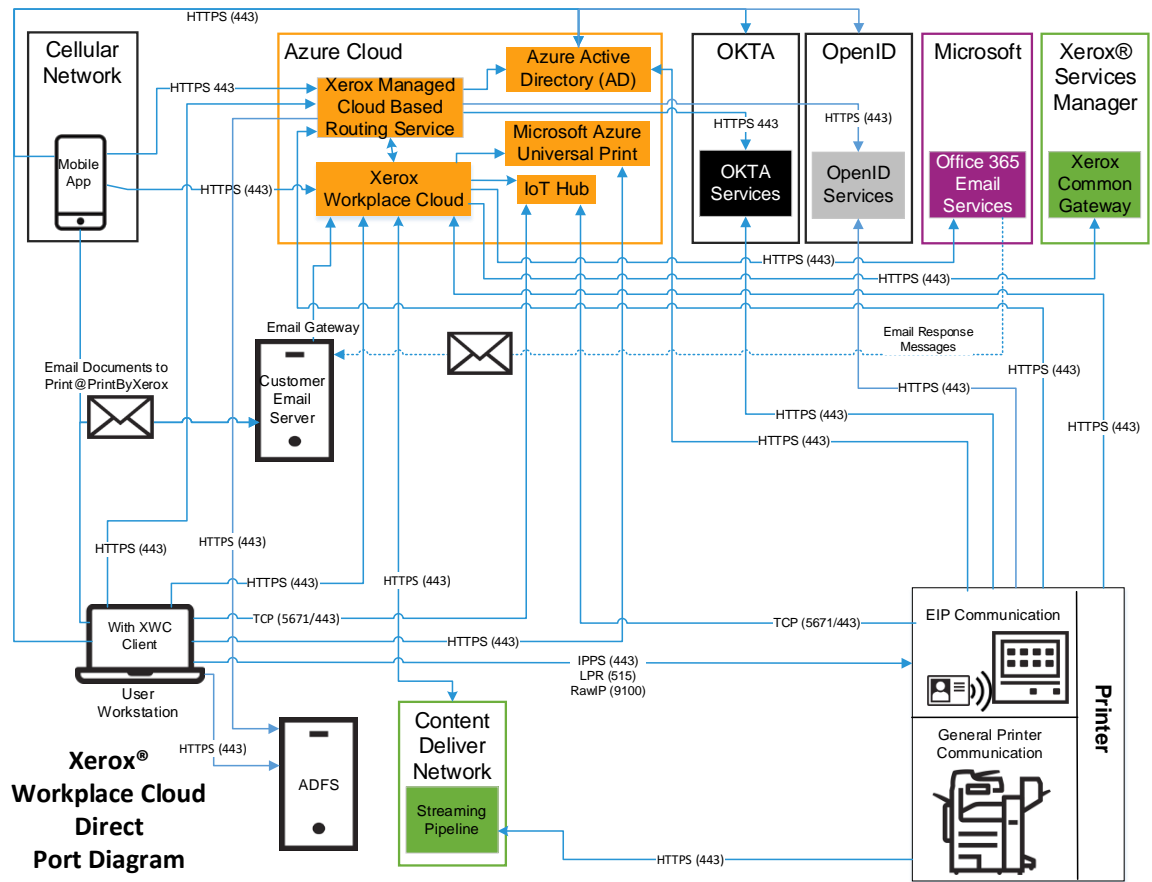 HTTPS (443)
Cellular
Network
Mobile
App
HTTPS 443
HTTPS (443)
Azure Cloud
Xerox Managed
Cloud Based
Routing Service
Azure Active
Directory (AD)
Microsoft Azure
Universal Print
Xerox
Workplace Cloud
IoT Hub
OKTA
HTTPS 443
OKTA
Services
OpenID
HTTPS (443)
OpenID
Services
Microsoft
Office 365
Email
Services
Xerox®
Services
Manager
Xerox
Common
Gateway
HTTPS (443)
HTTPS (443)
Email Gateway
Email Response
Messages
Email Documents to
Print@PrintByXerox
Customer
Email
Server
HTTPS (443)
HTTPS (443)
HTTPS (443)
HTTPS (443)
HTTPS (443)
HTTPS (443)
HTTPS (443)
HTTPS (443)
HTTPS (443)
TCP (5671/443)
TCP (5671/443)
HTTPS (443)
With XWC
Client
User
Workstation
IPPS (443)
LPR (515)
RawIP (9100)
EIP Communication
Printer
General Printer
Communication
HTTPS (443)
ADFS
Content
Deliver
Network
Streaming
Pipeline
HTTPS (443)
Xerox®
Workplace Cloud
Direct
Port Diagram